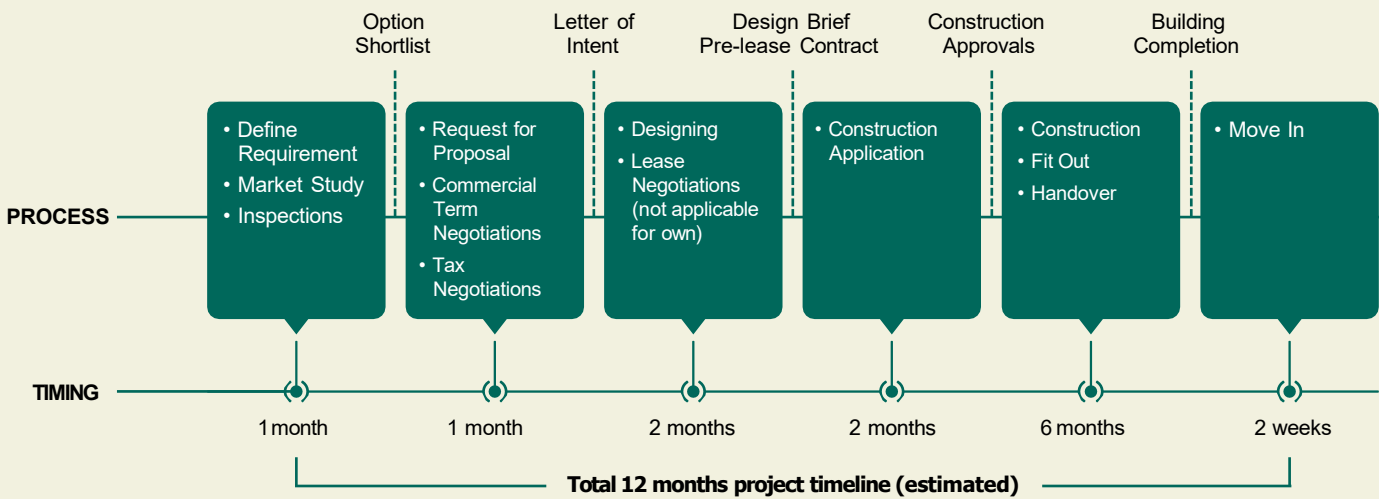 Option
Shortlist
Letter of
Intent
Design Brief
Pre-lease Contract
Construction
Approvals
Building
Completion
PROCESS
• Define
Requirement
• Market Study
• Inspections
• Request for
Proposal
• Commercial
Term
Negotiations
• Tax
Negotiations
• Designing
• Lease
Negotiations
(not applicable
for own)
• Construction
Application
• Construction
• Fit Out
• Handover
• Move In
TIMING
1 month
1 month
2 months
2 months
6 months
2 weeks
Total 12 months project timeline (estimated)